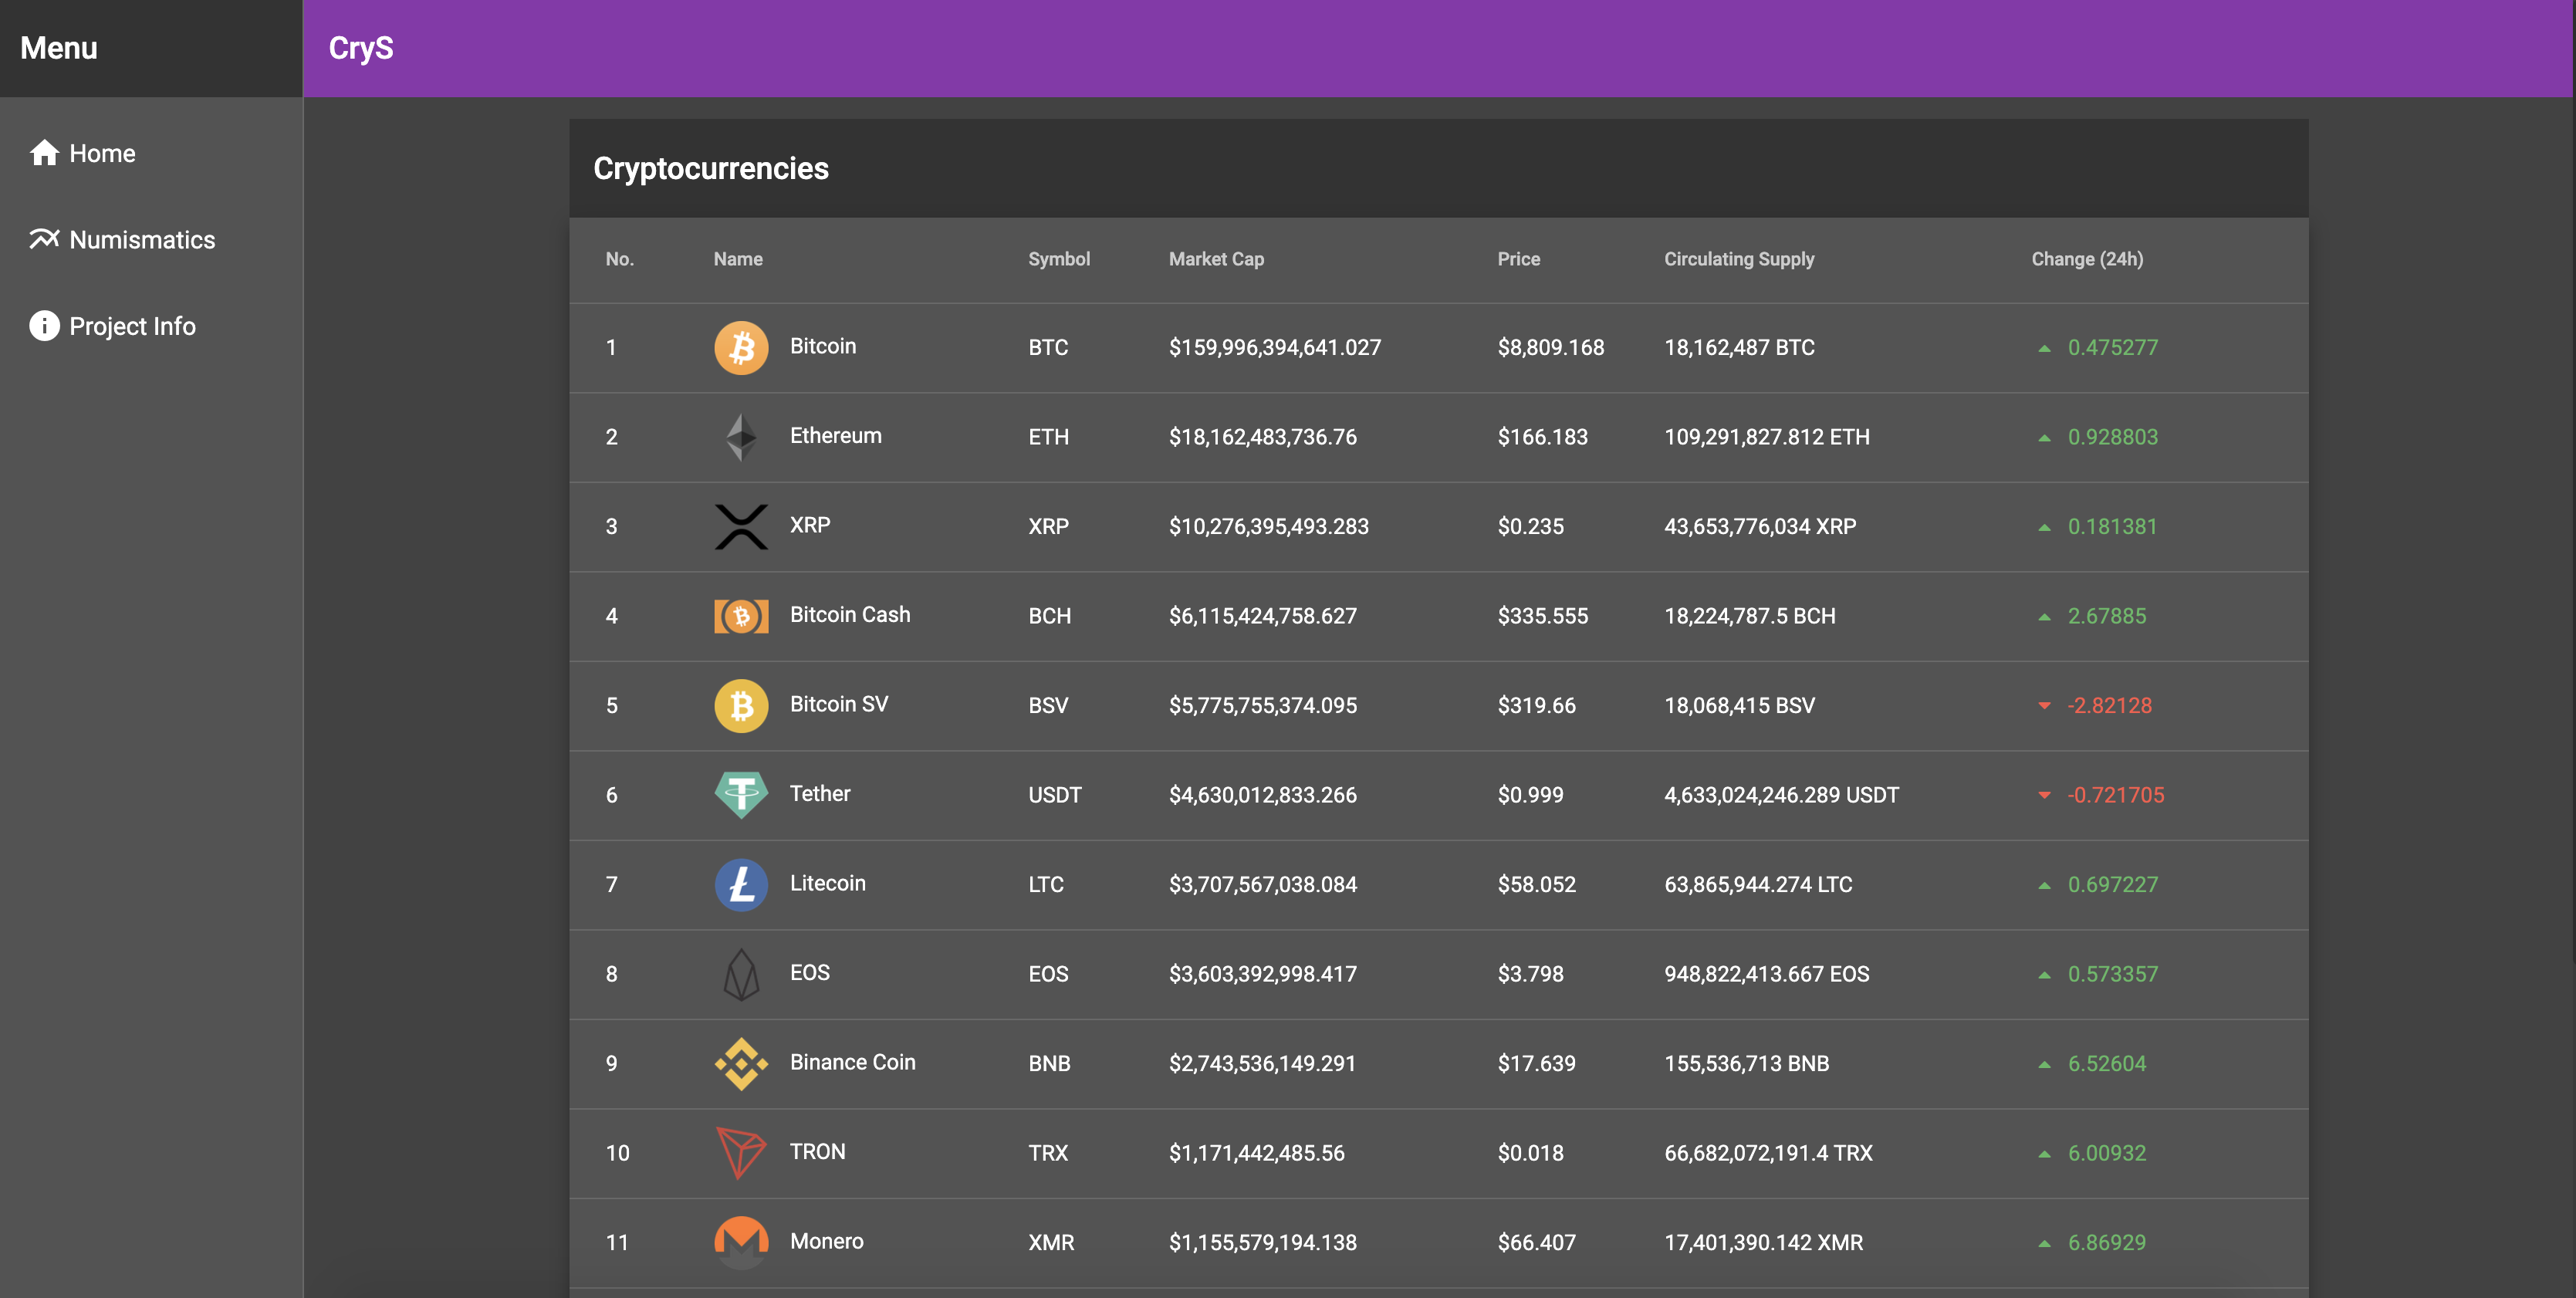 Menu
CryS
Home
Numismatics
Project Info
Cryptocurrencies
No. Name Symbol Market Cap Price Circulating Supply Change (24h)
1 Bitcoin BTC $159,996,394,641.027 $8,809.168 18,162,487 BTC 0.475277
2 Ethereum ETH $18,162,483,736.76 $166.183 109,291,827.812 ETH 0.928803
3 XRP XRP $10,276,395,493.283 $0.235 43,653,776,034 XRP 0.181381
4 Bitcoin Cash BCH $6,115,424,758.627 $335.555 18,224,787.5 BCH 2.67885
5 Bitcoin SV BSV $5,775,755,374.095 $319.66 18,068,415 BSV -2.82128
6 Tether USDT $4,630,012,833.266 $0.999 4,633,024,246.289 USDT -0.721705
7 Litecoin LTC $3,707,567,038.084 $58.052 63,865,944.274 LTC 0.697227
8 EOS EOS $3,603,392,998.417 $3.798 948,822,413.667 EOS 0.573357
9 Binance Coin BNB $2,743,536,149.291 $17.639 155,536,713 BNB 6.52604
10 TRON TRX $1,171,442,485.56 $0.018 66,682,072,191.4 TRX 6.00932
11 Monero XMR $1,155,579,194.138 $66.407 17,401,390.142 XMR 6.86929